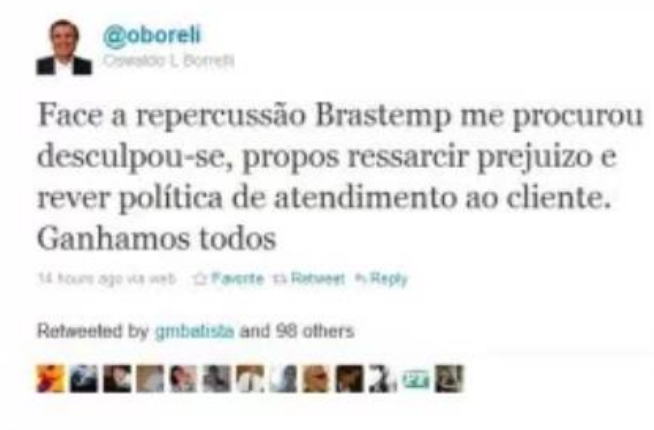 @oboreli
Oswaldo L Borrelli
Face a repercussão Brastemp me procurou
desculpou-se, propos ressarcir prejuizo e
rever política de atendimento ao cliente.
Ganhamos todos
14 hours ago via web Favorite Retweet Reply
Retweeted by gmbatista and 98 others